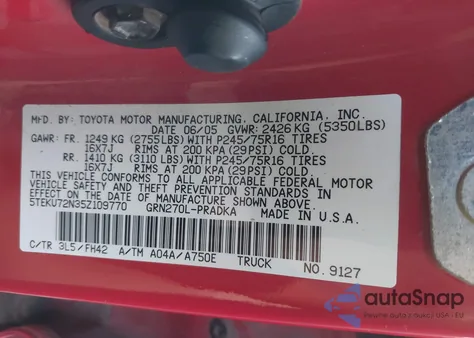 MFD. BY: TOYOTA MOTOR MANUFACTURING, CALIFORNIA, INC.
DATE 06/05 GVWR: 2426 KG (5350LBS)
GAWR: FR. 1249 KG (2755LBS) WITH P245/75R16 TIRES
16X7J RIMS AT 200 KPA (29PSI) COLD.
RR. 1410 KG (3110 LBS) WITH P245/75R16 TIRES
16X7J RIMS AT 200 KPA (29PSI) COLD.
THIS VEHICLE CONFORMS TO ALL APPLICABLE FEDERAL MOTOR
VEHICLE SAFETY AND THEFT PREVENTION STANDARDS IN
EFFECT ON THE DATE OF MANUFACTURE SHOWN ABOVE.
5TEKU72N35Z109770 GRN270L-PRADKA MADE IN U.S.A.
C/TR 3L5/FH42 A/TM A04A/A750E TRUCK NO. 9127
autoSnap